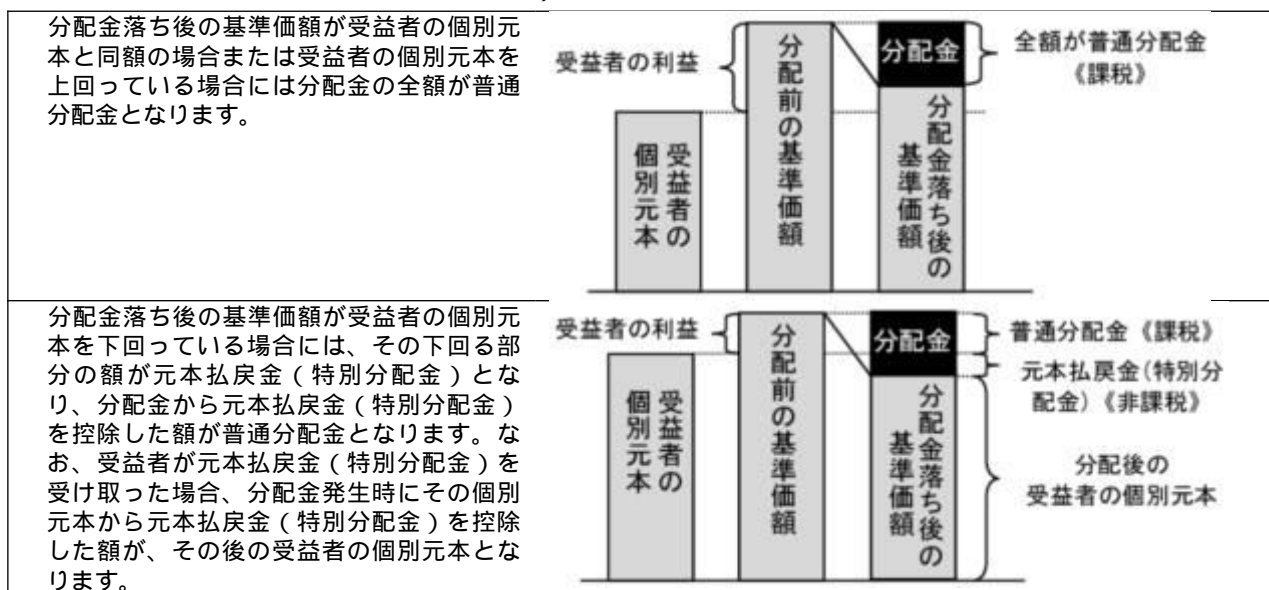 分配金落ち後の基準価額が受益者の個別元
本と同額の場合または受益者の個別元本を
上回っている場合には分配金の全額が普通
分配金となります。
受益者の利益
分配前の基準価額
分配金
全額が普通分配金
《課税》
受益者の
個別元本
分配金落ち後の
基準価額
分配金落ち後の基準価額が受益者の個別元
本を下回っている場合には、その下回る部
分の額が元本払戻金（特別分配金）とな
り、分配金から元本払戻金（特別分配金）
を控除した額が普通分配金となります。な
お、受益者が元本払戻金（特別分配金）を
受け取った場合、分配金発生時にその個別
元本から元本払戻金（特別分配金）を控除
した額が、その後の受益者の個別元本とな
ります。
受益者の利益
分配前の基準価額
分配金
普通分配金《課税》
元本払戻金(特別分
配金)《非課税》
受益者の
個別元本
分配金落ち後の
基準価額
分配後の
受益者の個別元本